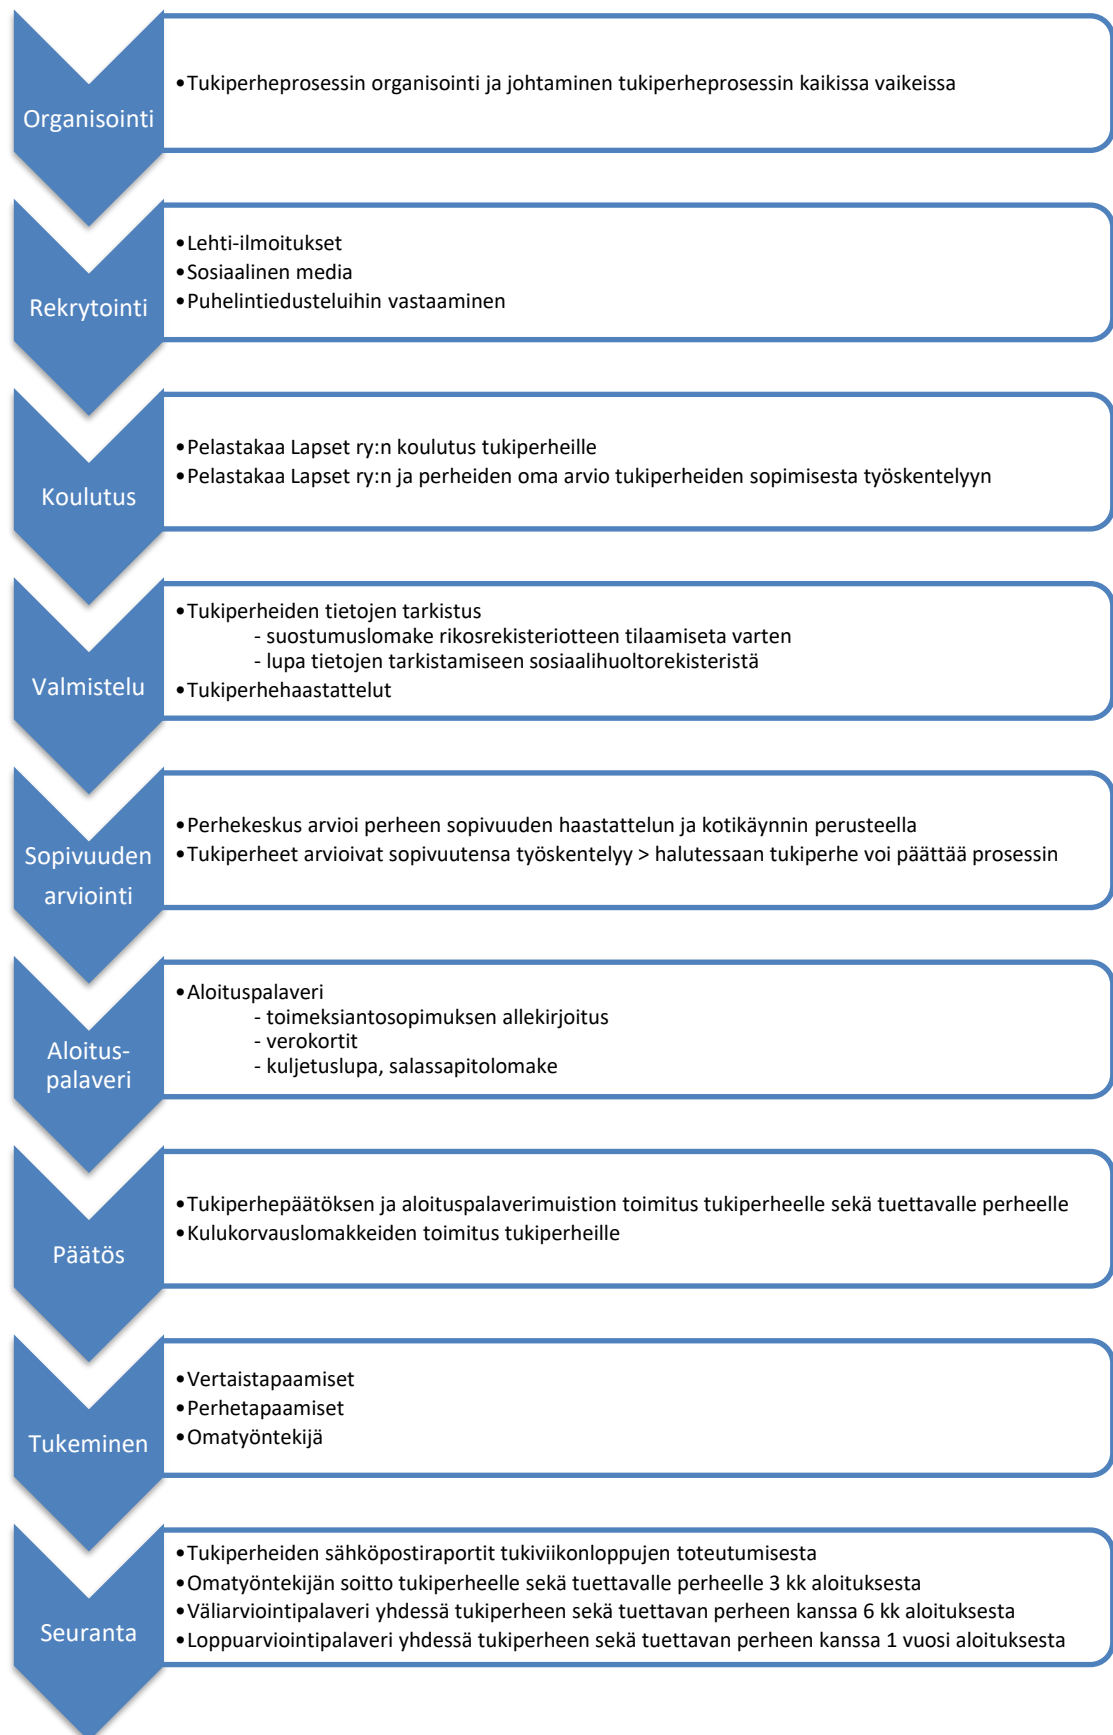 Organisointi
•Tukiperheprosessin organisointi ja johtaminen tukiperheprosessin kaikissa vaikeissa
Rekrytointi
•Lehti-ilmoitukset
•Sosiaalinen media
•Puhelintiedusteluihin vastaaminen
Koulutus
•Pelastakaa Lapset ry:n koulutus tukiperheille
•Pelastakaa Lapset ry:n ja perheiden oma arvio tukiperheiden sopimisesta työskentelyyn
Valmistelu
•Tukiperheiden tietojen tarkistus
- suostumuslomake rikosrekisteriotteen tilaamiseta varten
- lupa tietojen tarkistamiseen sosiaalihuoltorekisteristä
•Tukiperhehaastattelut
Sopivuuden
arviointi
•Perhekeskus arvioi perheen sopivuuden haastattelun ja kotikäynnin perusteella
•Tukiperheet arvioivat sopivuutensa työskentelyy > halutessaan tukiperhe voi päättää prosessin
Aloitus-
palaveri
•Aloituspalaveri
- toimeksiantosopimuksen allekirjoitus
- verokortit
- kuljetuslupa, salassapitolomake
Päätös
•Tukiperhepäätöksen ja aloituspalaverimuistion toimitus tukiperheelle sekä tuettavalle perheelle
•Kulukorvauslomakkeiden toimitus tukiperheille
Tukeminen
•Vertaistapaamiset
•Perhetapaamiset
•Omatyöntekijä
Seuranta
•Tukiperheiden sähköpostiraportit tukiviikonloppujen toteutumisesta
•Omatyöntekijän soitto tukiperheelle sekä tuettavalle perheelle 3 kk aloituksesta
•Väliarviointipalaveri yhdessä tukiperheen sekä tuettavan perheen kanssa 6 kk aloituksesta
•Loppuarviointipalaveri yhdessä tukiperheen sekä tuettavan perheen kanssa 1 vuosi aloituksesta